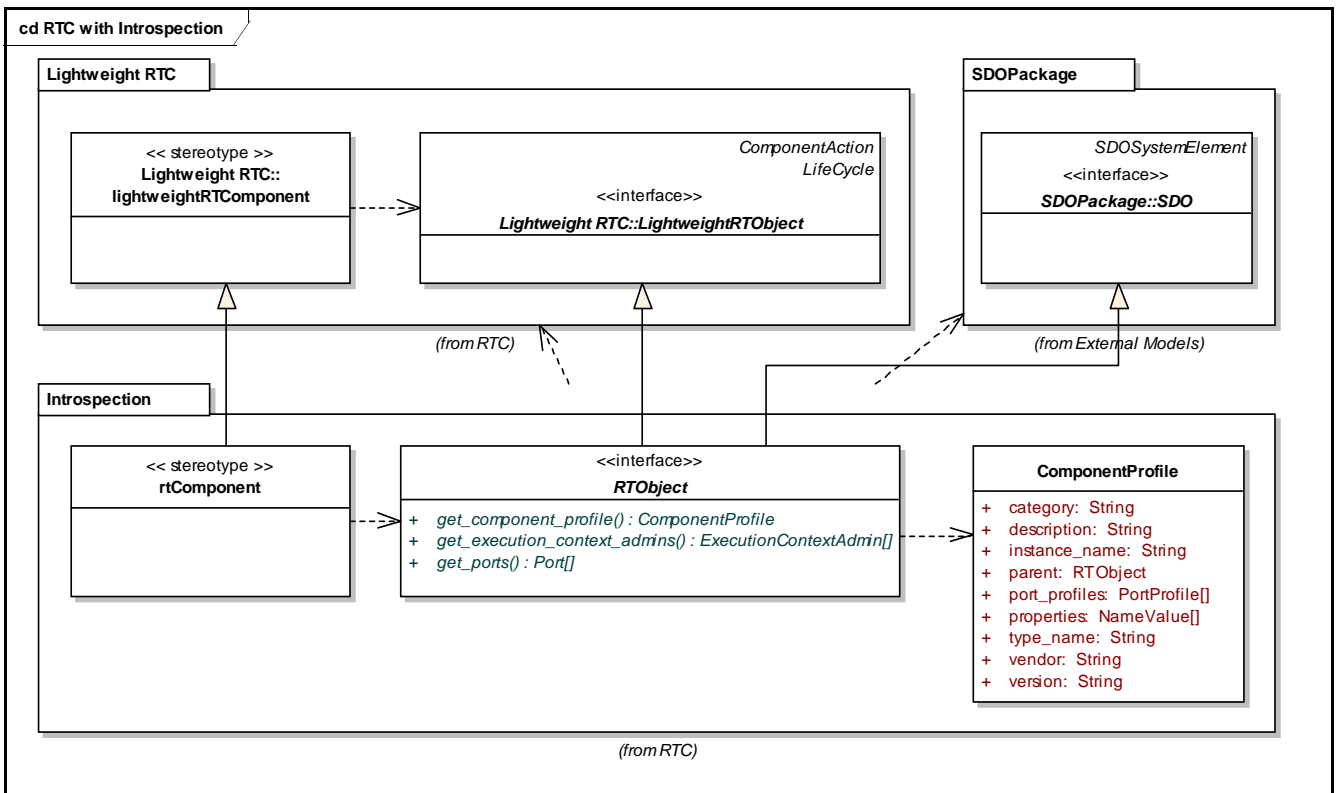 cd RTC with Introspection
Lightweight RTC
<< stereotype >>
Lightweight RTC::
lightweightRTComponent
ComponentAction
LifeCycle
<<interface>>
Lightweight RTC::LightweightRTObject
(from RTC)
SDOPackage
SDOSystemElement
<<interface>>
SDOPackage::SDO
(from External Models)
Introspection
<< stereotype >>
rtComponent
<<interface>>
RTObject
+ get_component_profile() : ComponentProfile
+ get_execution_context_admins() : ExecutionContextAdmin[]
+ get_ports() : Port[]
ComponentProfile
+ category: String
+ description: String
+ instance_name: String
+ parent: RTObject
+ port_profiles: PortProfile[]
+ properties: NameValue[]
+ type_name: String
+ vendor: String
+ version: String
(from RTC)